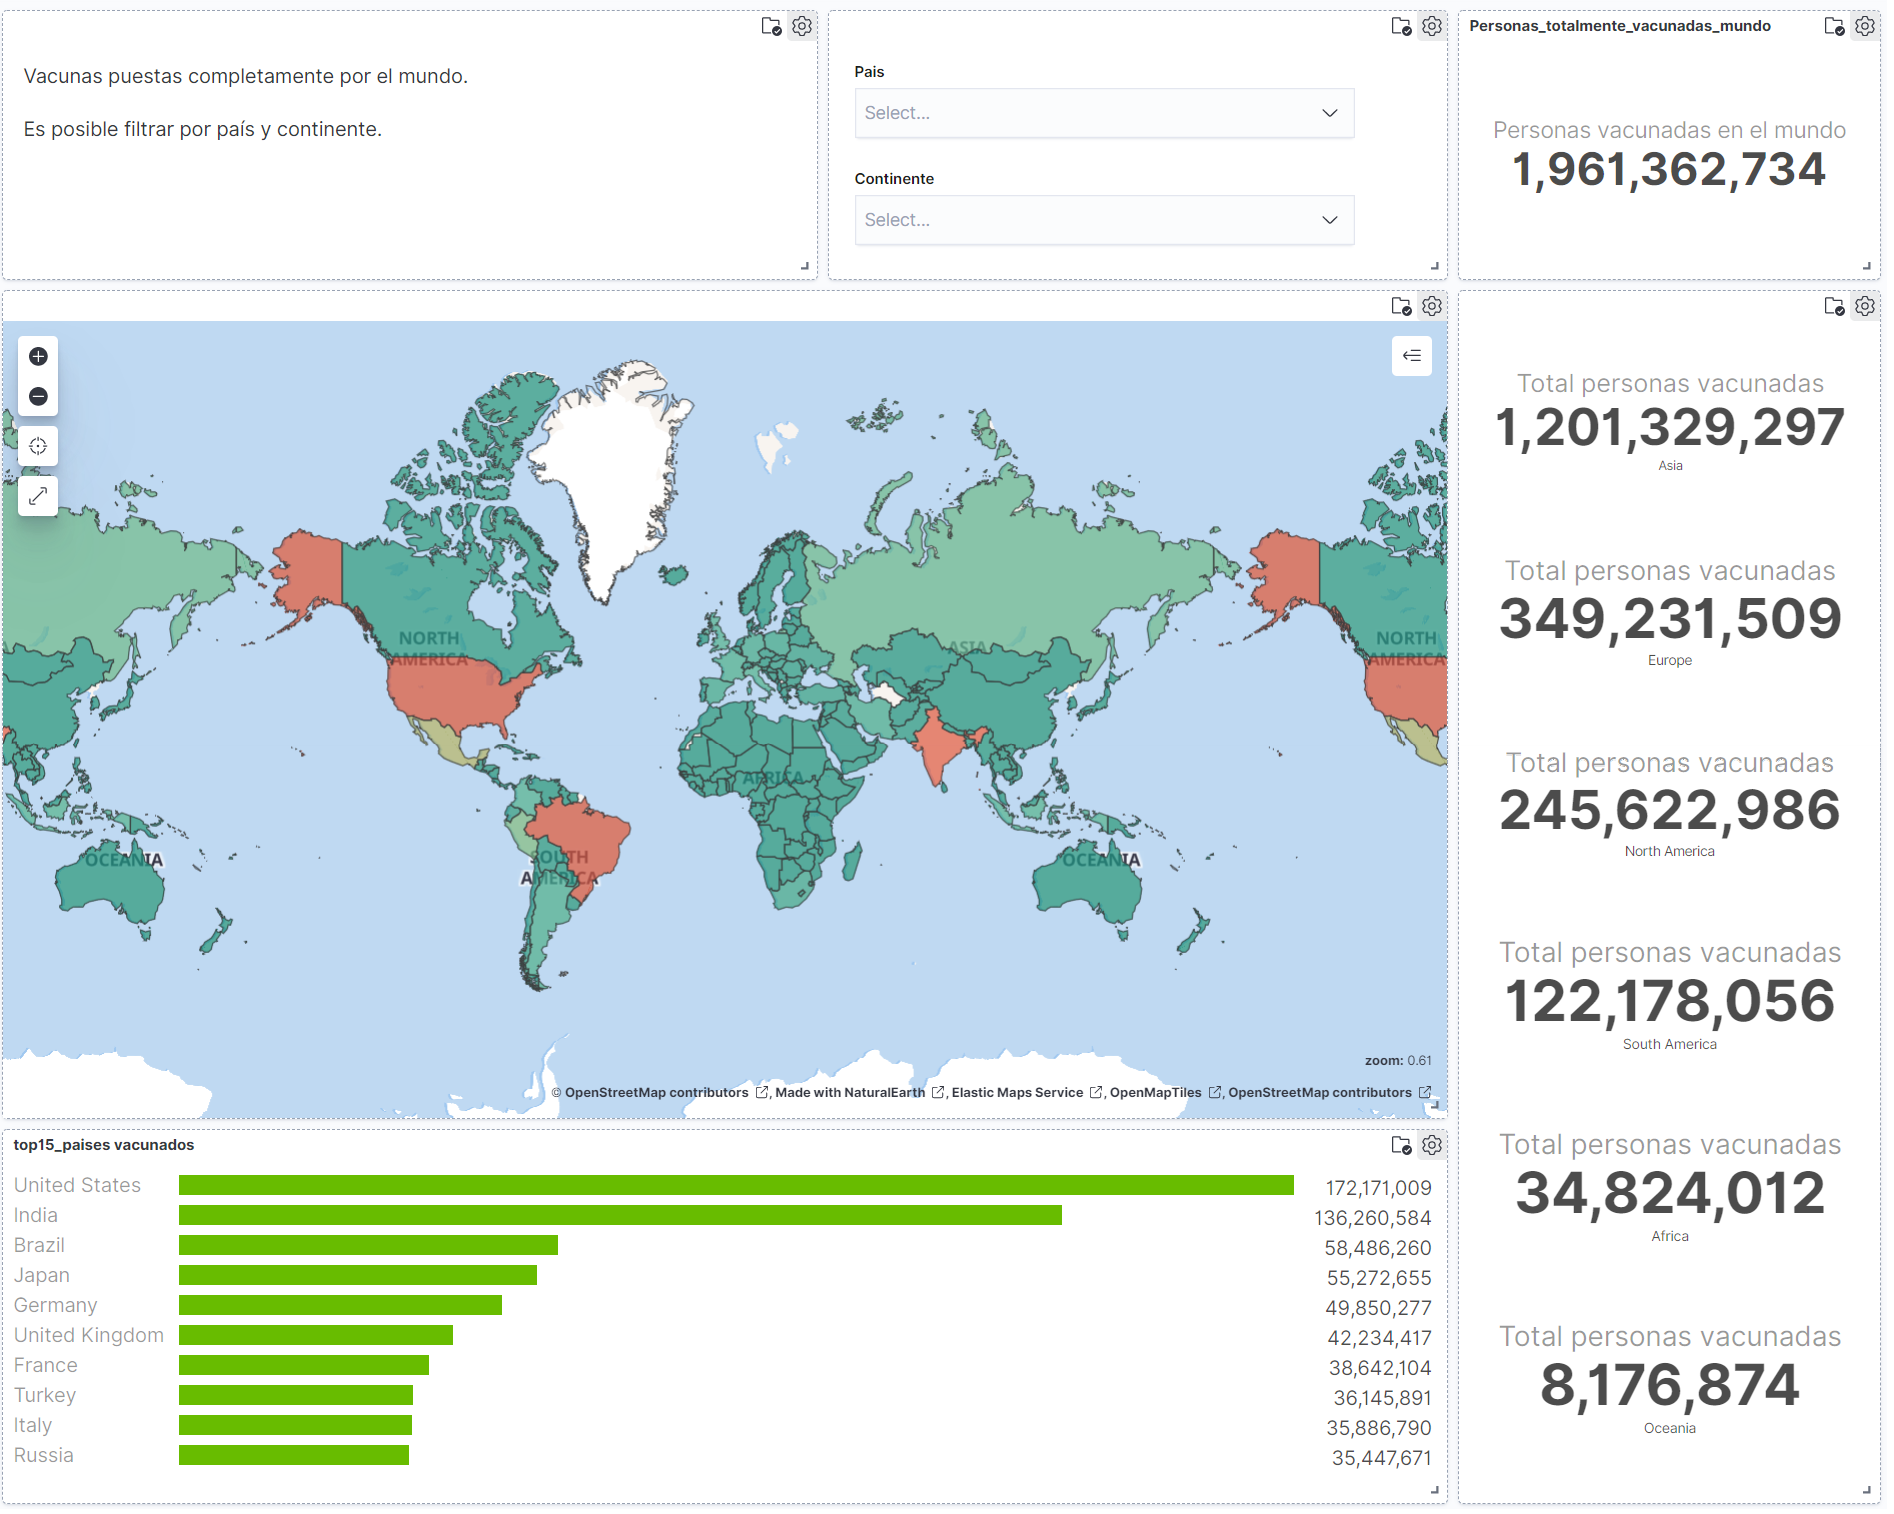 Vacunas puestas completamente por el mundo.
Es posible filtrar por país y continente.
Pais
Select...
Continente
Select...
Personas_totalmente_vacunadas_mundo
Personas vacunadas en el mundo
1,961,362,734
NORTH
AMERICA
ASIA
AFRICA
OCEANIA
SOUTH
AMERICA
OCEANIA
NORTH
AMERICA
zoom: 0.61
© OpenStreetMap contributors , Made with NaturalEarth , Elastic Maps Service , OpenMapTiles , OpenStreetMap contributors
Total personas vacunadas
1,201,329,297
Asia
Total personas vacunadas
349,231,509
Europe
Total personas vacunadas
245,622,986
North America
Total personas vacunadas
122,178,056
South America
Total personas vacunadas
34,824,012
Africa
Total personas vacunadas
8,176,874
Oceania
top15_paises vacunados
United States 172,171,009
India 136,260,584
Brazil 58,486,260
Japan 55,272,655
Germany 49,850,277
United Kingdom 42,234,417
France 38,642,104
Turkey 36,145,891
Italy 35,886,790
Russia 35,447,671